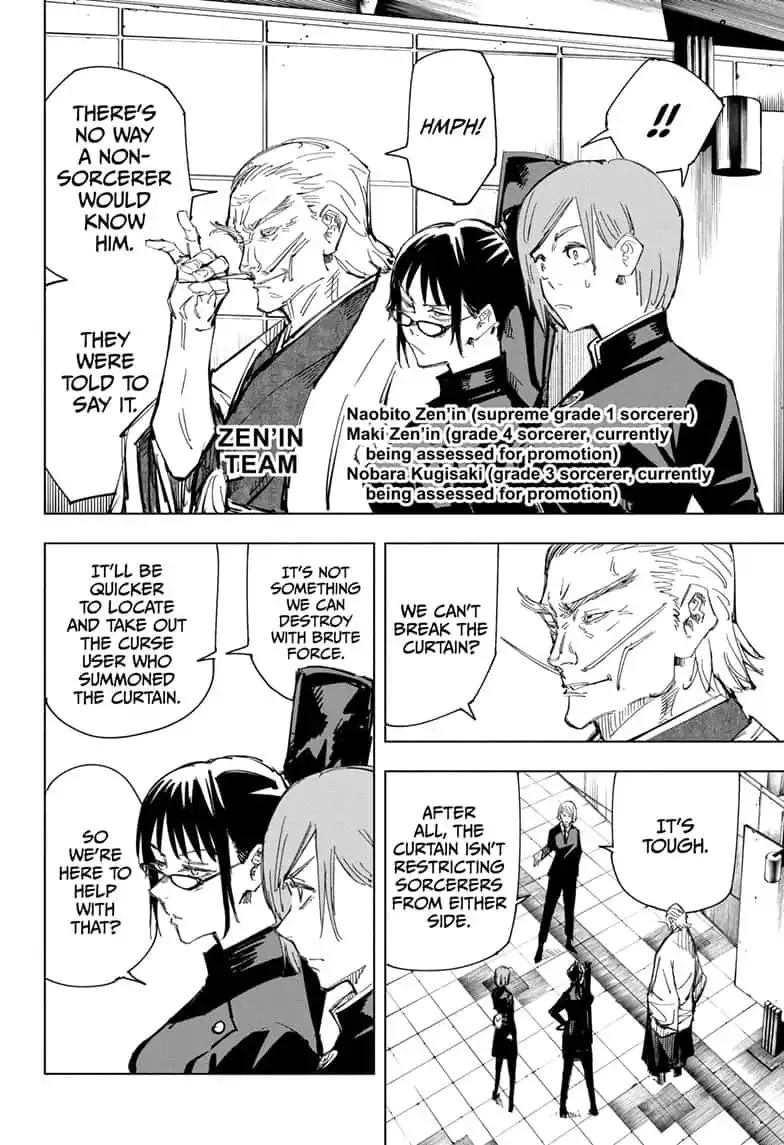 !!
HMPH!
THERE'S
NO WAY
A NON-
SORCERER
WOULD
KNOW
HIM.
THEY
WERE
TOLD TO
SAY IT.
ZEN'IN
TEAM
Naobito Zen'in (supreme grade 1 sorcerer)
Maki Zen'in (grade 4 sorcerer, currently
being assessed for promotion)
Nobara Kugisaki (grade 3 sorcerer, currently
being assessed for promotion)
WE CAN'T
BREAK THE
CURTAIN?
IT'S
TOUGH.
AFTER
ALL, THE
CURTAIN ISN'T
RESTRICTING
SORCERERS
FROM EITHER
SIDE.
IT'S NOT
SOMETHING
WE CAN
DESTROY
WITH BRUTE
FORCE.
IT'LL BE
QUICKER
TO LOCATE
AND TAKE OUT
THE CURSE
USER WHO
SUMMONED
THE CURTAIN.
SO
WE'RE
HERE TO
HELP
WITH
THAT?